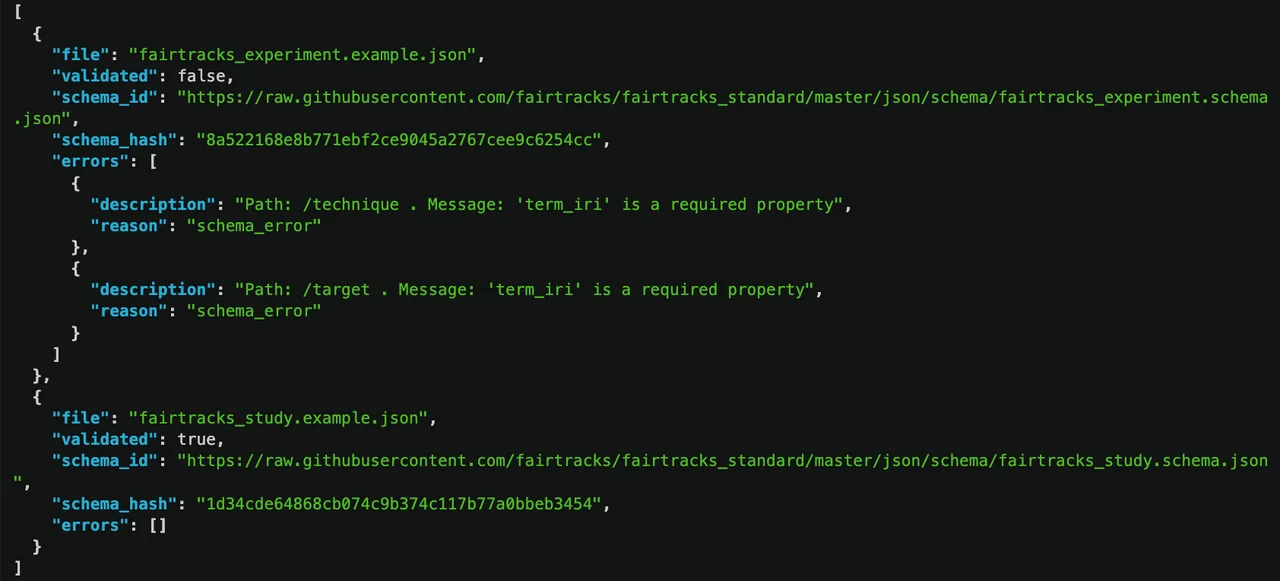 [
  {
    "file": "fairtracks_experiment.example.json",
    "validated": false,
    "schema_id": "https://raw.githubusercontent.com/fairtracks/fairtracks_standard/master/json/schema/fairtracks_experiment.schema
.json",
    "schema_hash": "8a522168e8b771ebf2ce9045a2767cee9c6254cc",
    "errors": [
      {
        "description": "Path: /technique . Message: 'term_iri' is a required property",
        "reason": "schema_error"
      },
      {
        "description": "Path: /target . Message: 'term_iri' is a required property",
        "reason": "schema_error"
      }
    ]
  },
  {
    "file": "fairtracks_study.example.json",
    "validated": true,
    "schema_id": "https://raw.githubusercontent.com/fairtracks/fairtracks_standard/master/json/schema/fairtracks_study.schema.json
",
    "schema_hash": "1d34cde64868cb074c9b374c117b77a0bbeb3454",
    "errors": []
  }
]